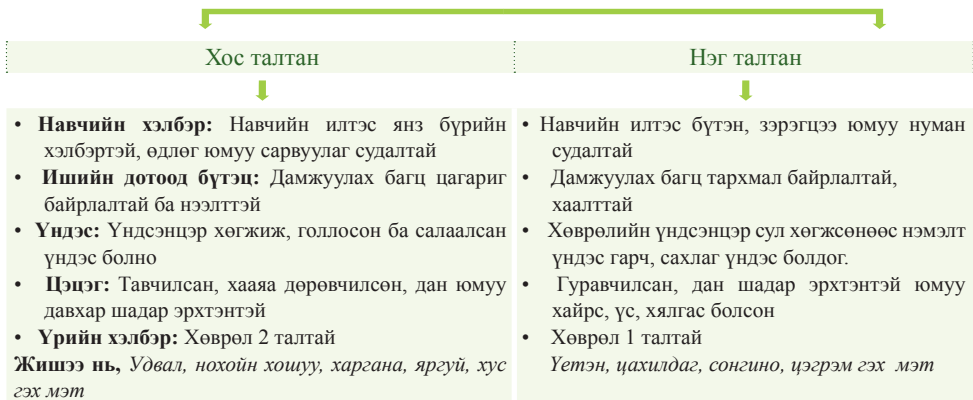 Хос талтан
Нэг талтан
• Навчийн хэлбэр: Навчийн илтэс янз бүрийн
хэлбэртэй, өдлөг юмуу сарвуулаг судалтай
• Ишийн дотоод бүтэц: Дамжуулах багц цагариг
байрлалтай ба нээлттэй
• Үндэс: Үндсэнцэр хөгжиж, голлосон ба салаалсан
үндэс болно
• Цэцэг: Тавчилсан, хааяа дөрөвчилсөн, дан юмуу
давхар шадар эрхтэнтэй
• Үрийн хэлбэр: Хөврөл 2 талтай
Жишээ нь, Удвал, нохойн хошуу, харгана, яргуй, хус
гэх мэт
• Навчийн илтэс бүтэн, зэрэгцээ юмуу нуман
судалтай
• Дамжуулах багц тархмал байрлалтай,
хаалттай
• Хөврөлийн үндсэнцэр сул хөгжсөнөөс нэмэлт
үндэс гарч, сахлаг үндэс болдог.
• Гуравчилсан, дан шадар эрхтэнтэй юмуу
хайрс, үс, хялгас болсон
• Хөврөл 1 талтай
Үетэн, цахилдаг, сонгино, цэгрэм гэх мэт